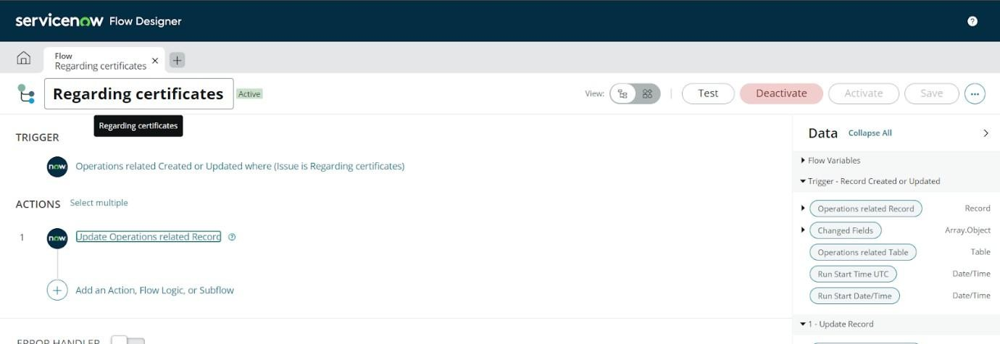 servicenow Flow Designer
Flow
Regarding certificates
Regarding certificates Active
View: Test Deactivate Activate Save
Regarding certificates
TRIGGER
now Operations related Created or Updated where (Issue is Regarding certificates)
ACTIONS Select multiple
1 now Update Operations related Record
Add an Action, Flow Logic, or Subflow
ERROR HANDLER
Data Collapse All
Flow Variables
Trigger - Record Created or Updated
Operations related Record Record
Changed Fields Array.Object
Operations related Table Table
Run Start Time UTC Date/Time
Run Start Date/Time Date/Time
1 - Update Record